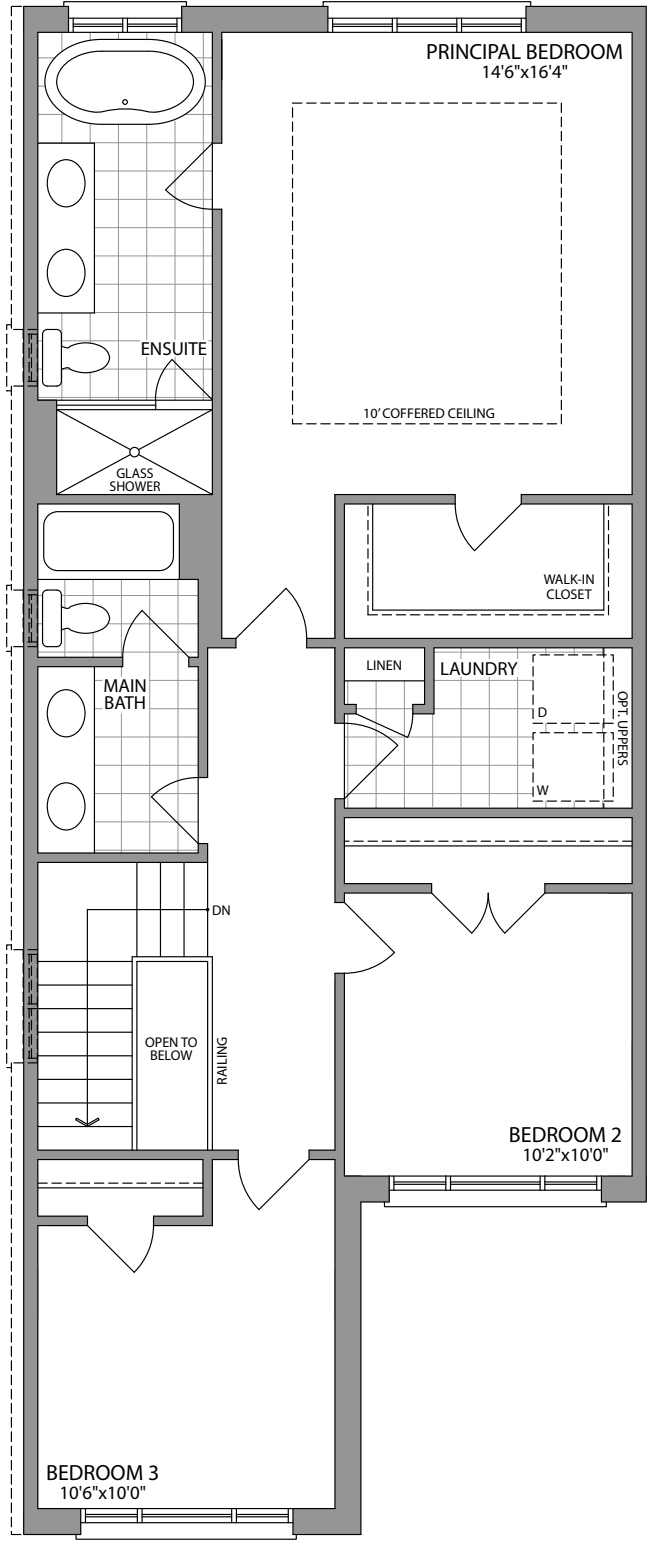 PRINCIPAL BEDROOM
14'6"x16'4"
ENSUITE
10' COFFERED CEILING
GLASS
SHOWER
WALK-IN
CLOSET
LINEN
LAUNDRY
MAIN
BATH
D
OPT. UPPERS
W
DN
OPEN TO
BELOW
RAILING
BEDROOM 2
10'2"x10'0"
BEDROOM 3
10'6"x10'0"